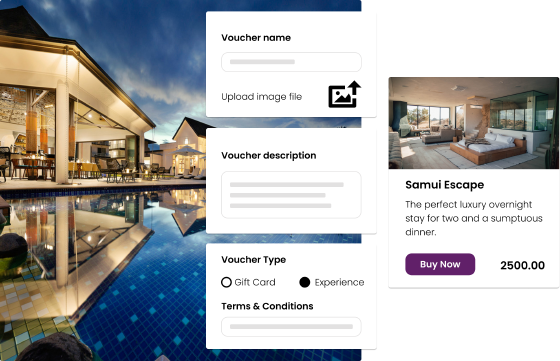 Voucher name
Upload image file
Voucher description
Voucher Type
Gift Card
Experience
Terms & Conditions
Samui Escape
The perfect luxury overnight
stay for two and a sumptuous
dinner.
Buy Now
2500.00